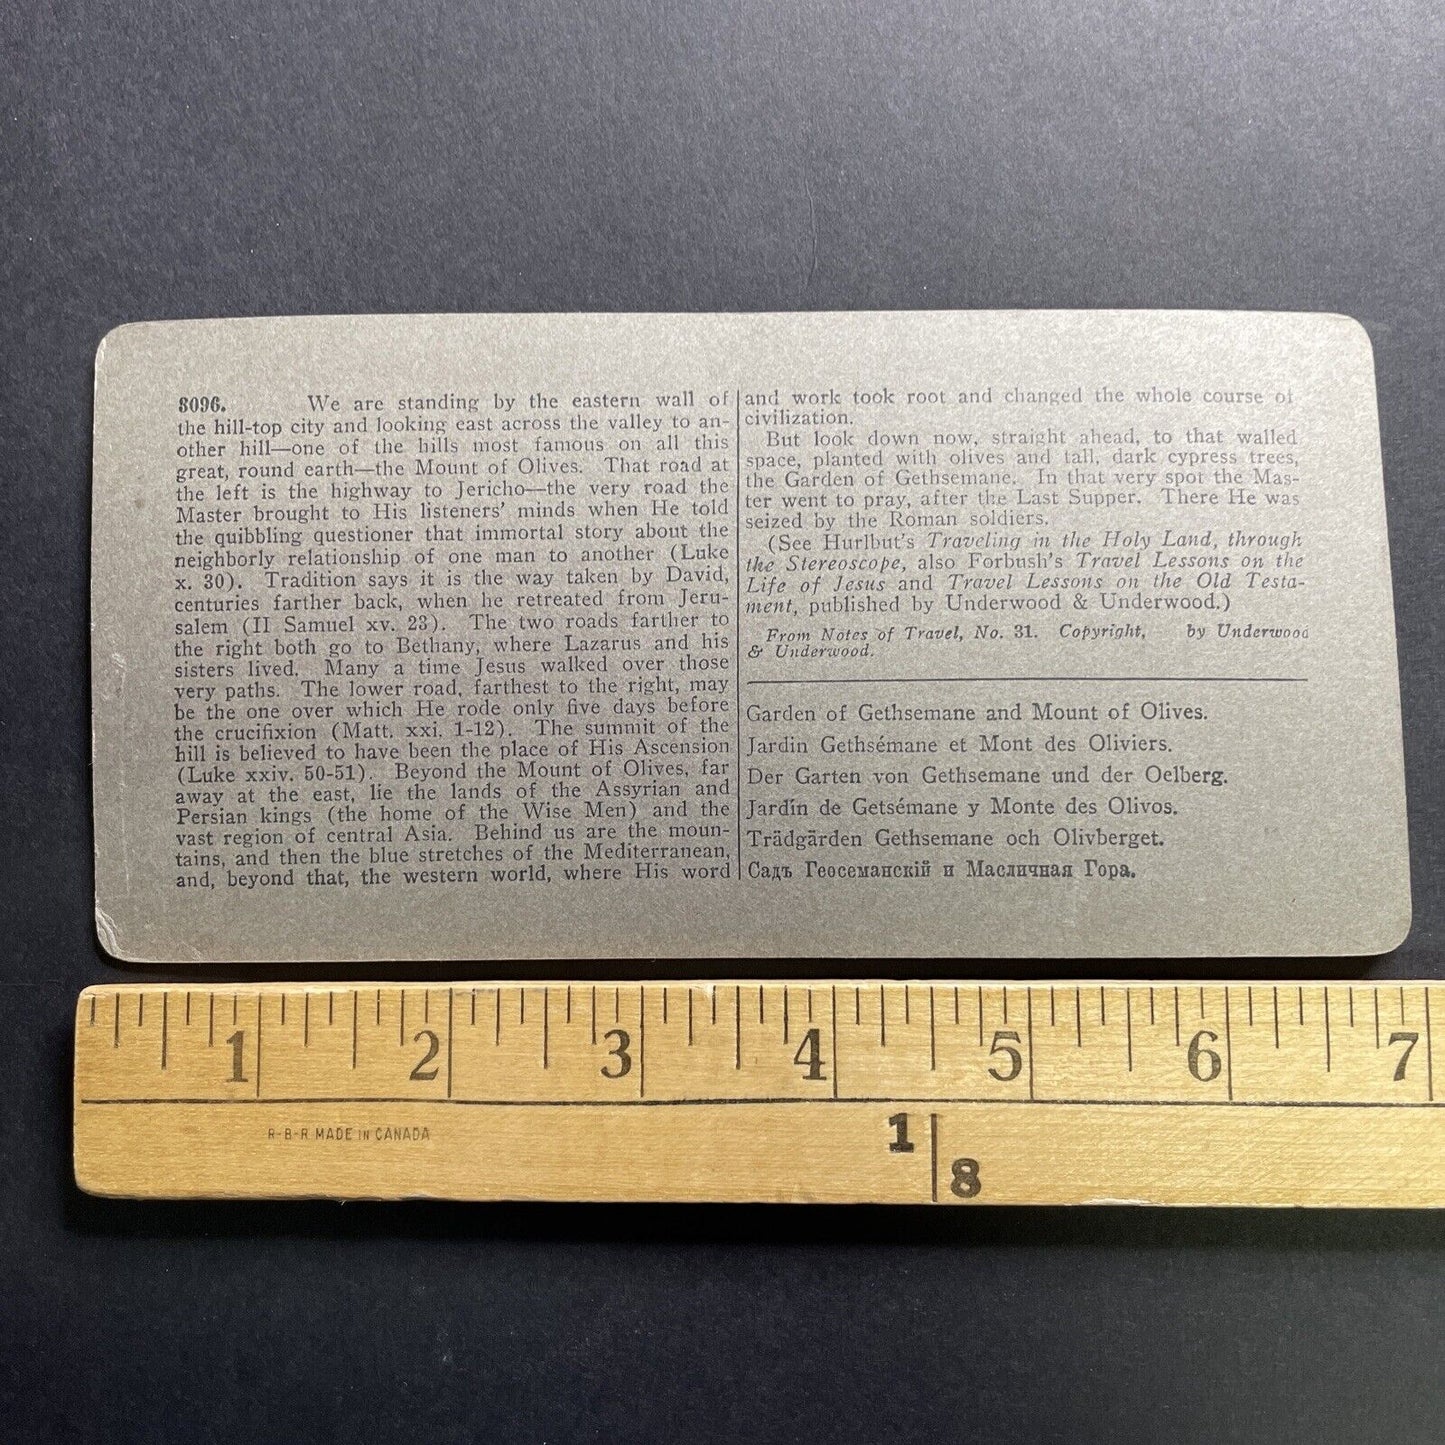 3096. We are standing by the eastern wall of
the hill-top city and looking east across the valley to an-
other hill—one of the hills most famous on all this
great, round earth—the Mount of Olives. That road at
the left is the highway to Jericho—the very road the
Master brought to His listeners' minds when He told
the quibbling questioner that immortal story about the
neighborly relationship of one man to another (Luke
x. 30). Tradition says it is the way taken by David,
centuries farther back, when he retreated from Jeru-
salem (II Samuel xv. 23). The two roads farther to
the right both go to Bethany, where Lazarus and his
sisters lived. Many a time Jesus walked over those
very paths. The lower road, farthest to the right, may
be the one over which He rode only five days before
the crucifixion (Matt. xxi. 1-12). The summit of the
hill is believed to have been the place of His Ascension
(Luke xxiv. 50-51). Beyond the Mount of Olives, far
away at the east, lie the lands of the Assyrian and
Persian kings (the home of the Wise Men) and the
vast region of central Asia. Behind us are the moun-
tains, and then the blue stretches of the Mediterranean,
and, beyond that, the western world, where His word
and work took root and changed the whole course of
civilization.
But look down now, straight ahead, to that walled
space, planted with olives and tall, dark cypress trees,
the Garden of Gethsemane. In that very spot the Mas-
ter went to pray, after the Last Supper. There He was
seized by the Roman soldiers.
(See Hurlbut's Traveling in the Holy Land, through
the Stereoscope, also Forbush's Travel Lessons on the
Life of Jesus and Travel Lessons on the Old Testa-
ment, published by Underwood & Underwood.)
From Notes of Travel, No. 31. Copyright, by Underwood
& Underwood.
Garden of Gethsemane and Mount of Olives.
Jardin Gethsémane et Mont des Oliviers.
Der Garten von Gethsemane und der Oelberg.
Jardín de Getsémane y Monte des Olivos.
Trädgården Gethsemane och Olivberget.
Садъ Геѳсеманскій и Масличная Гора.
1 2 3 4 5 6 7
R-B-R MADE IN CANADA
1
8